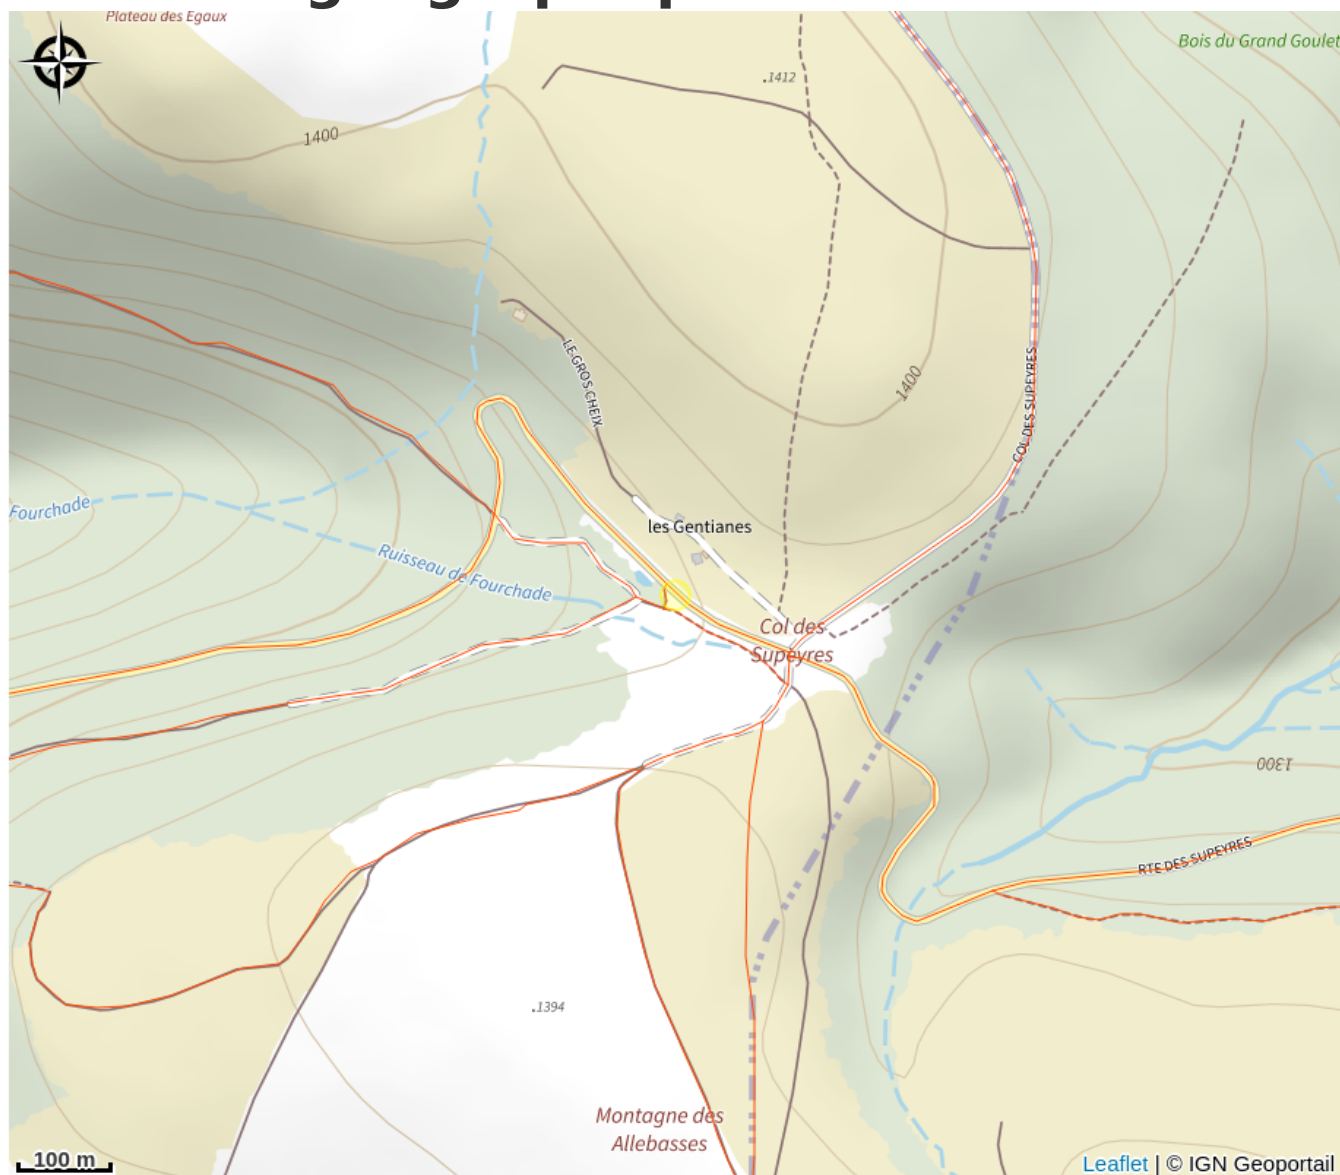 Plateau des Egaux
Bois du Grand Goulet
.1412
1400
LE GROS CHEIX
1400
COL DES SUPEYRES
Fourchade
les Gentianes
Ruisseau de Fourchade
Col des
Supeyres
1300
RTE DES SUPEYRES
.1394
Montagne des
Allebasses
100 m
Leaflet | © IGN Geoportail